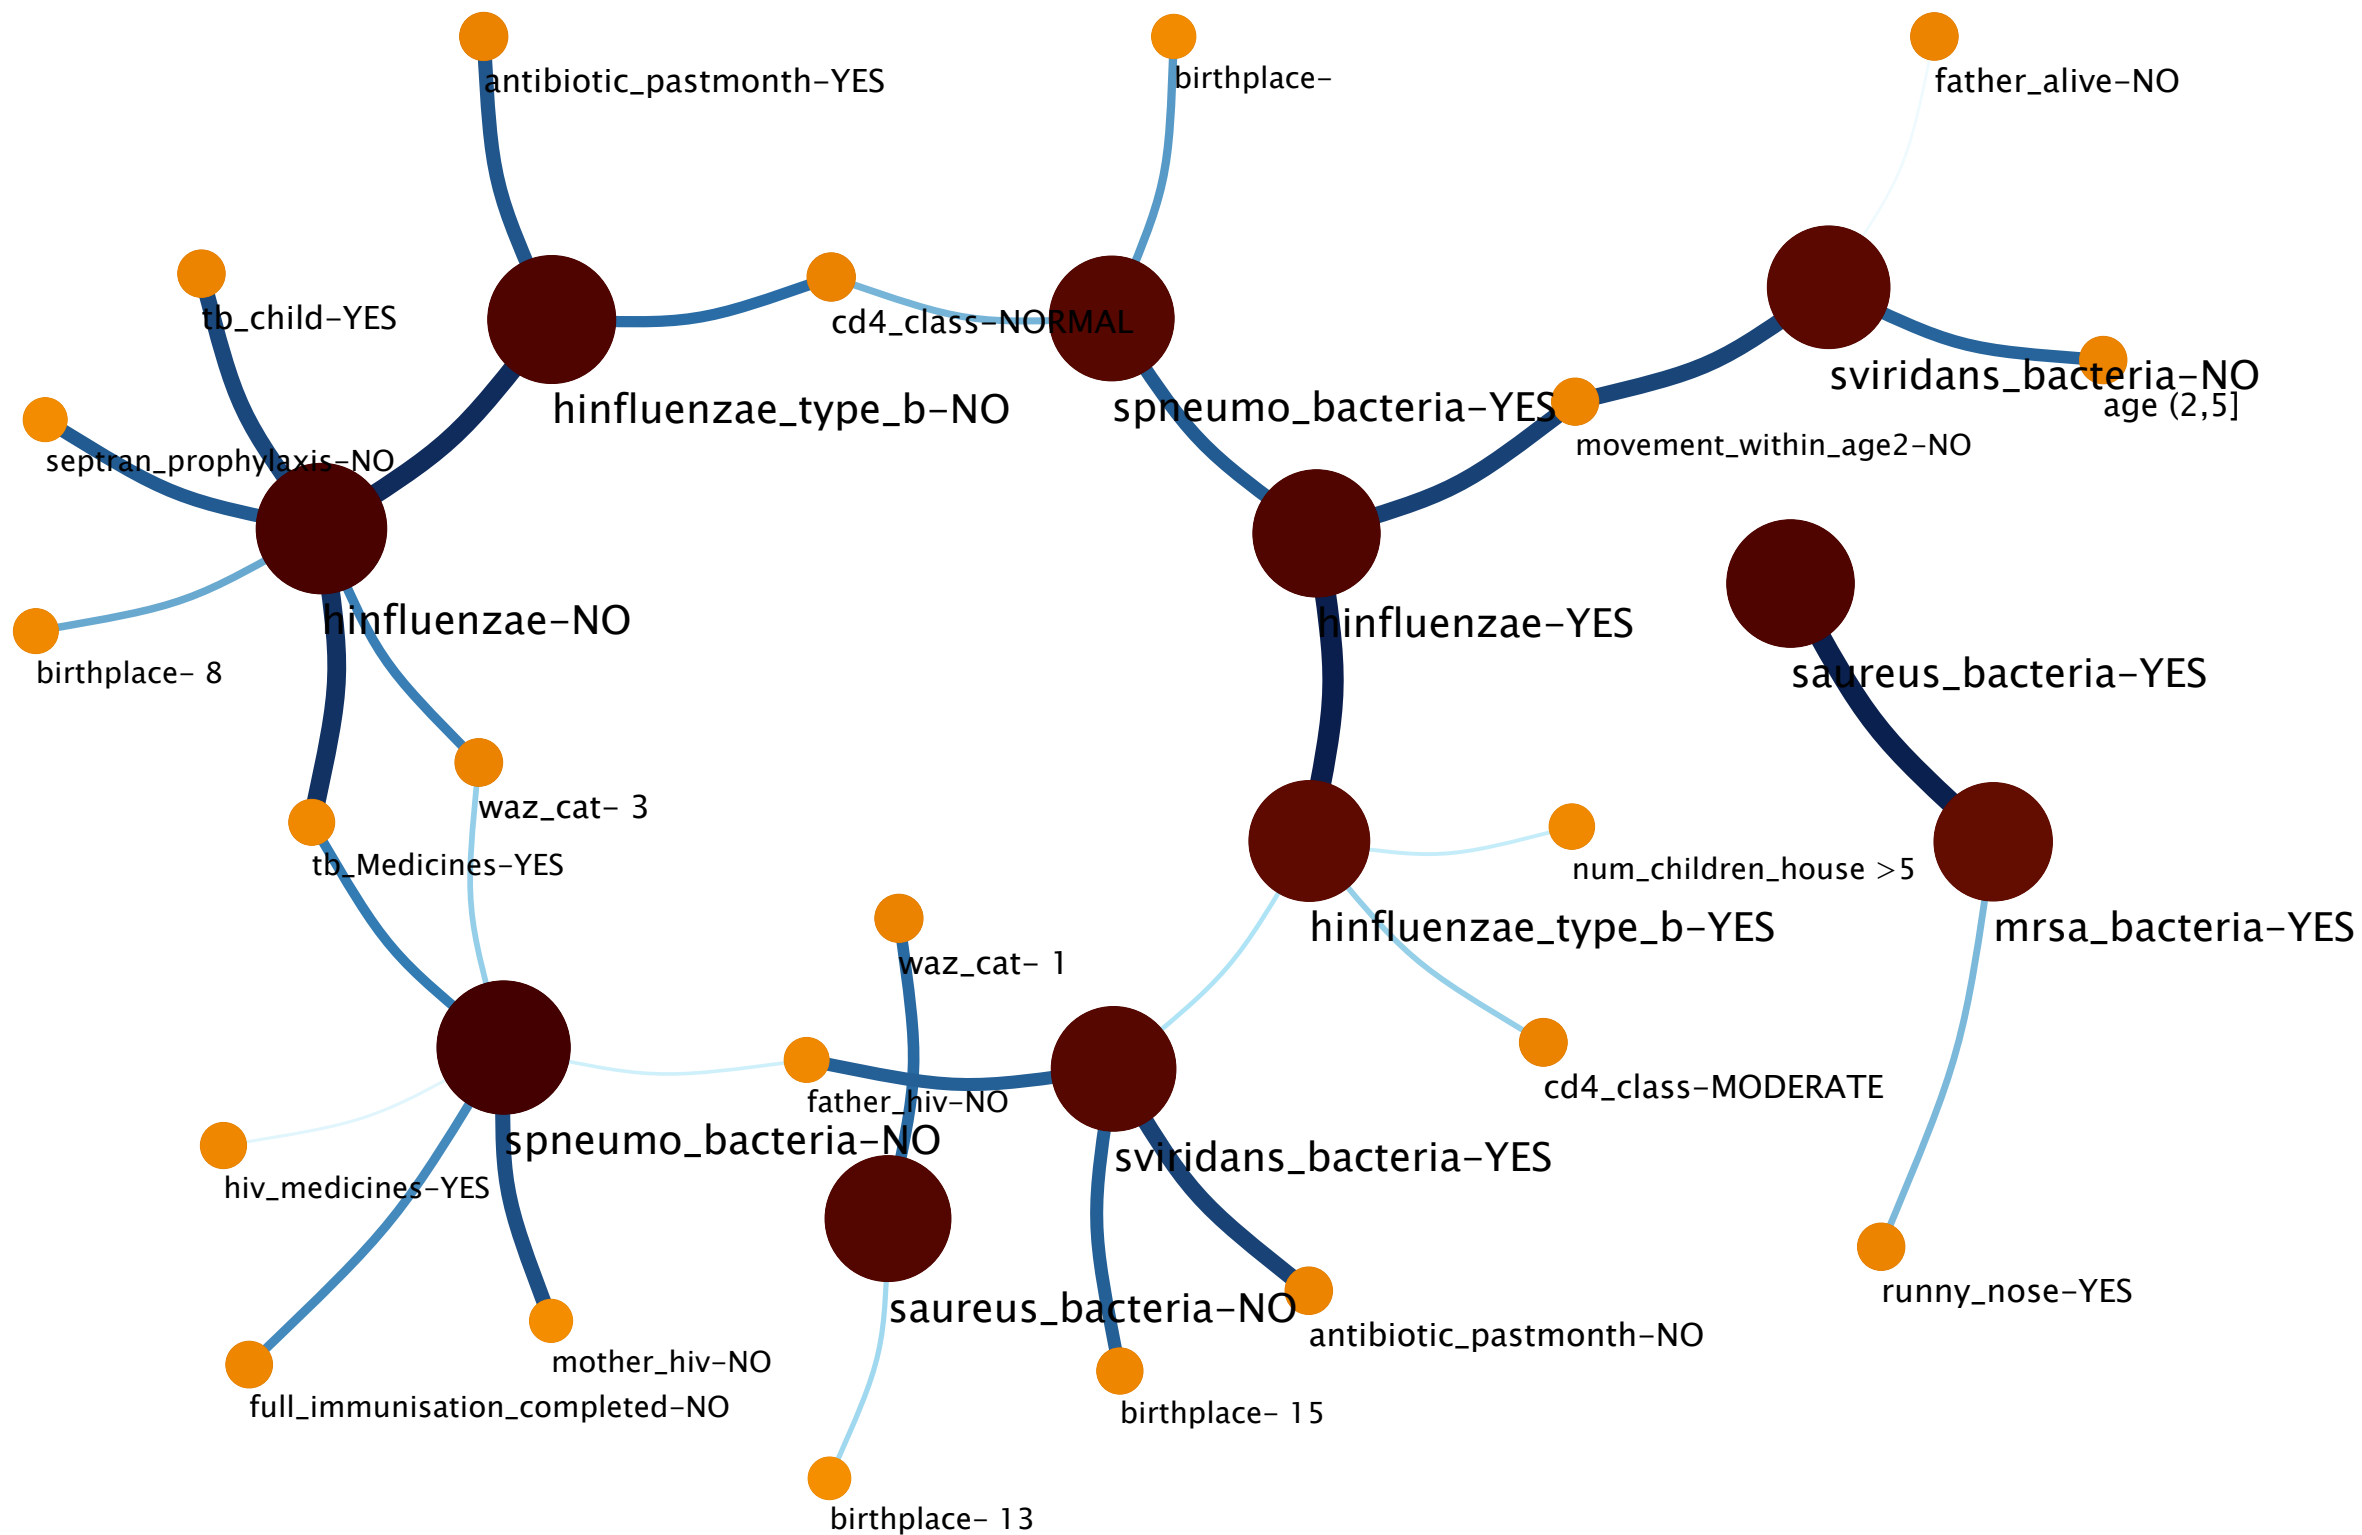 antibiotic_pastmonth-YES
birthplace-
father_alive-NO
tb_child-YES
cd4_class-NORMAL
sviridans_bacteria-NO
age (2,5]
hinfluenzae_type_b-NO
spneumo_bacteria-YES
movement_within_age2-NO
septran_prophylaxis-NO
hinfluenzae-NO
hinfluenzae-YES
birthplace- 8
saureus_bacteria-YES
waz_cat- 3
tb_Medicines-YES
num_children_house >5
hinfluenzae_type_b-YES
mrsa_bacteria-YES
waz_cat- 1
cd4_class-MODERATE
father_hiv-NO
spneumo_bacteria-NO
sviridans_bacteria-YES
hiv_medicines-YES
runny_nose-YES
saureus_bacteria-NO
antibiotic_pastmonth-NO
mother_hiv-NO
full_immunisation_completed-NO
birthplace- 15
birthplace- 13